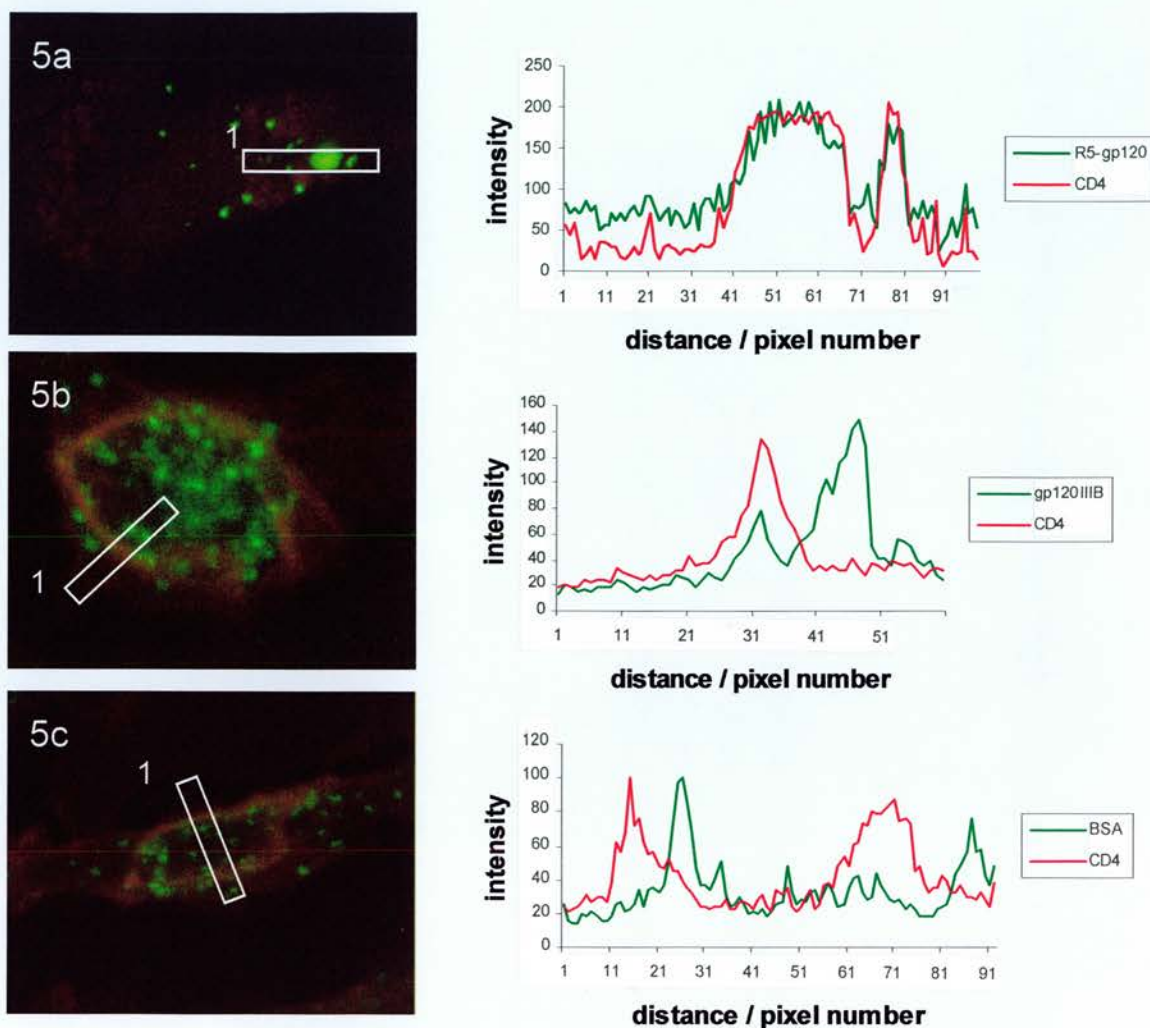 5a
1
250
200
150
100
50
0
intensity
1 11 21 31 41 51 61 71 81 91
distance / pixel number
R5-gp120
CD4
5b
1
160
140
120
100
80
60
40
20
0
intensity
1 11 21 31 41 51
distance / pixel number
gp120IIIB
CD4
5c
1
120
100
80
60
40
20
0
intensity
1 11 21 31 41 51 61 71 81 91
distance / pixel number
BSA
CD4